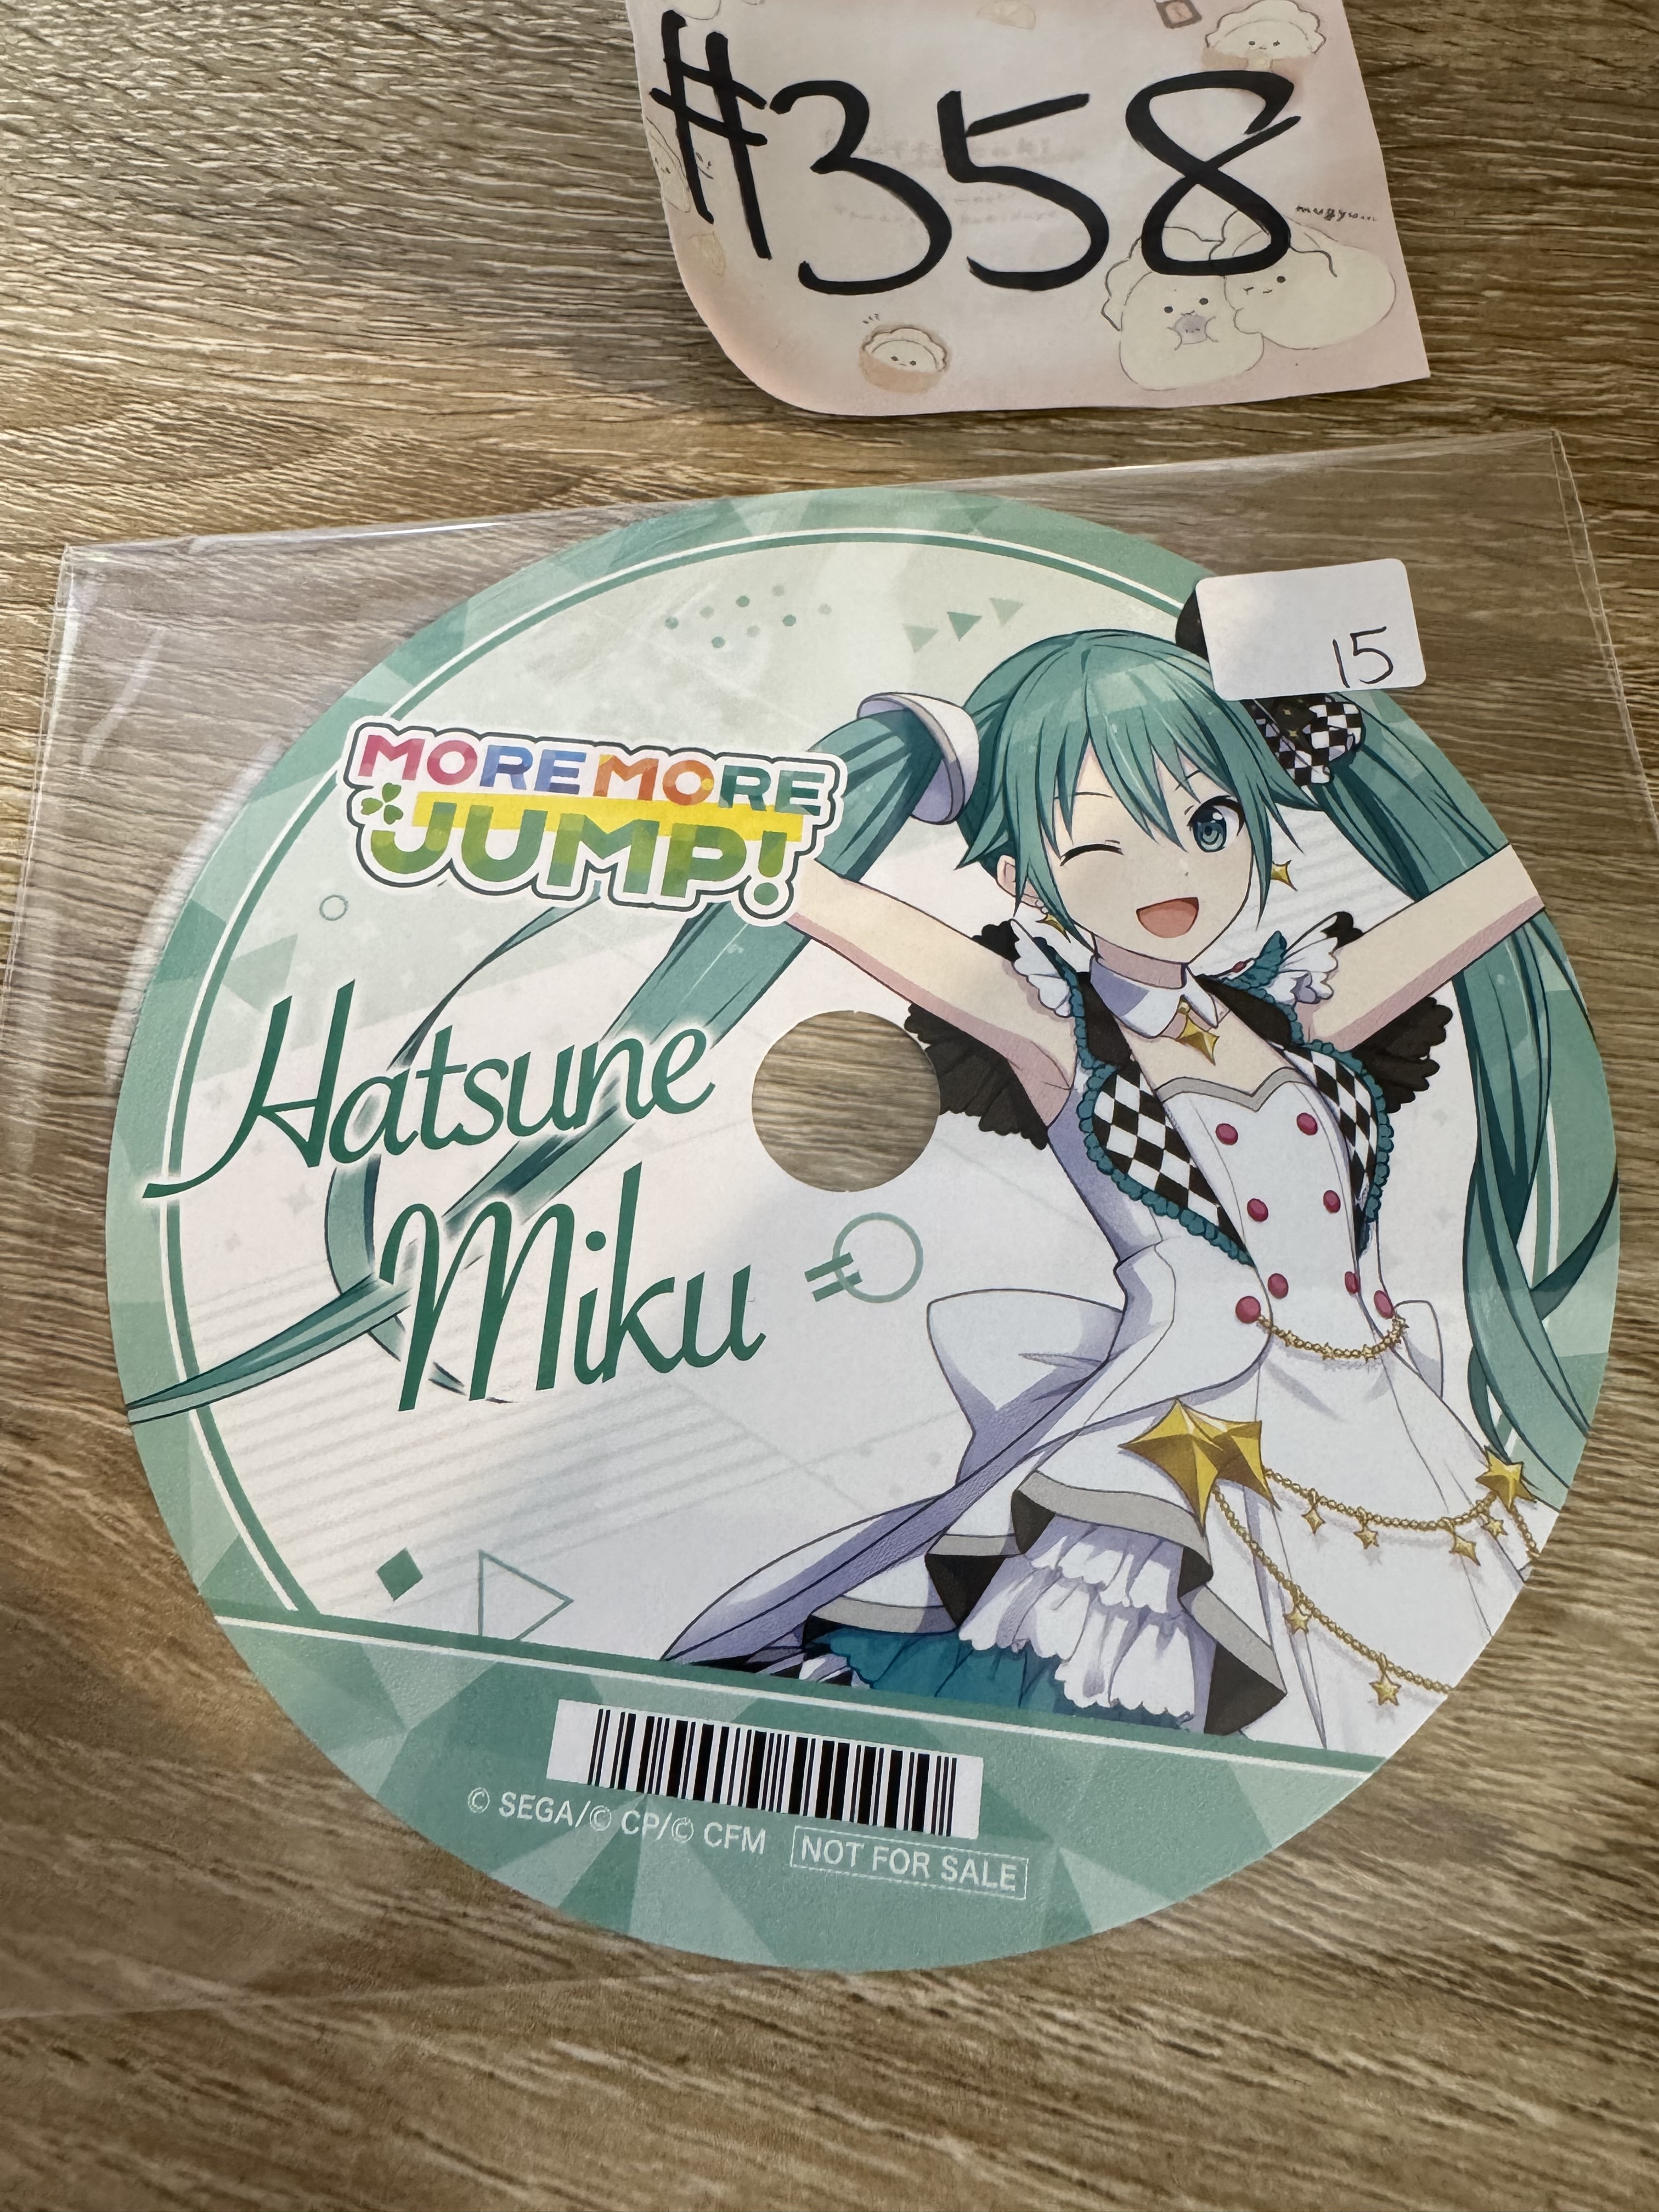 #358
mugyu...
15
MORE MORE
JUMP!
Hatsune
Miku
© SEGA/© CP/© CFM NOT FOR SALE